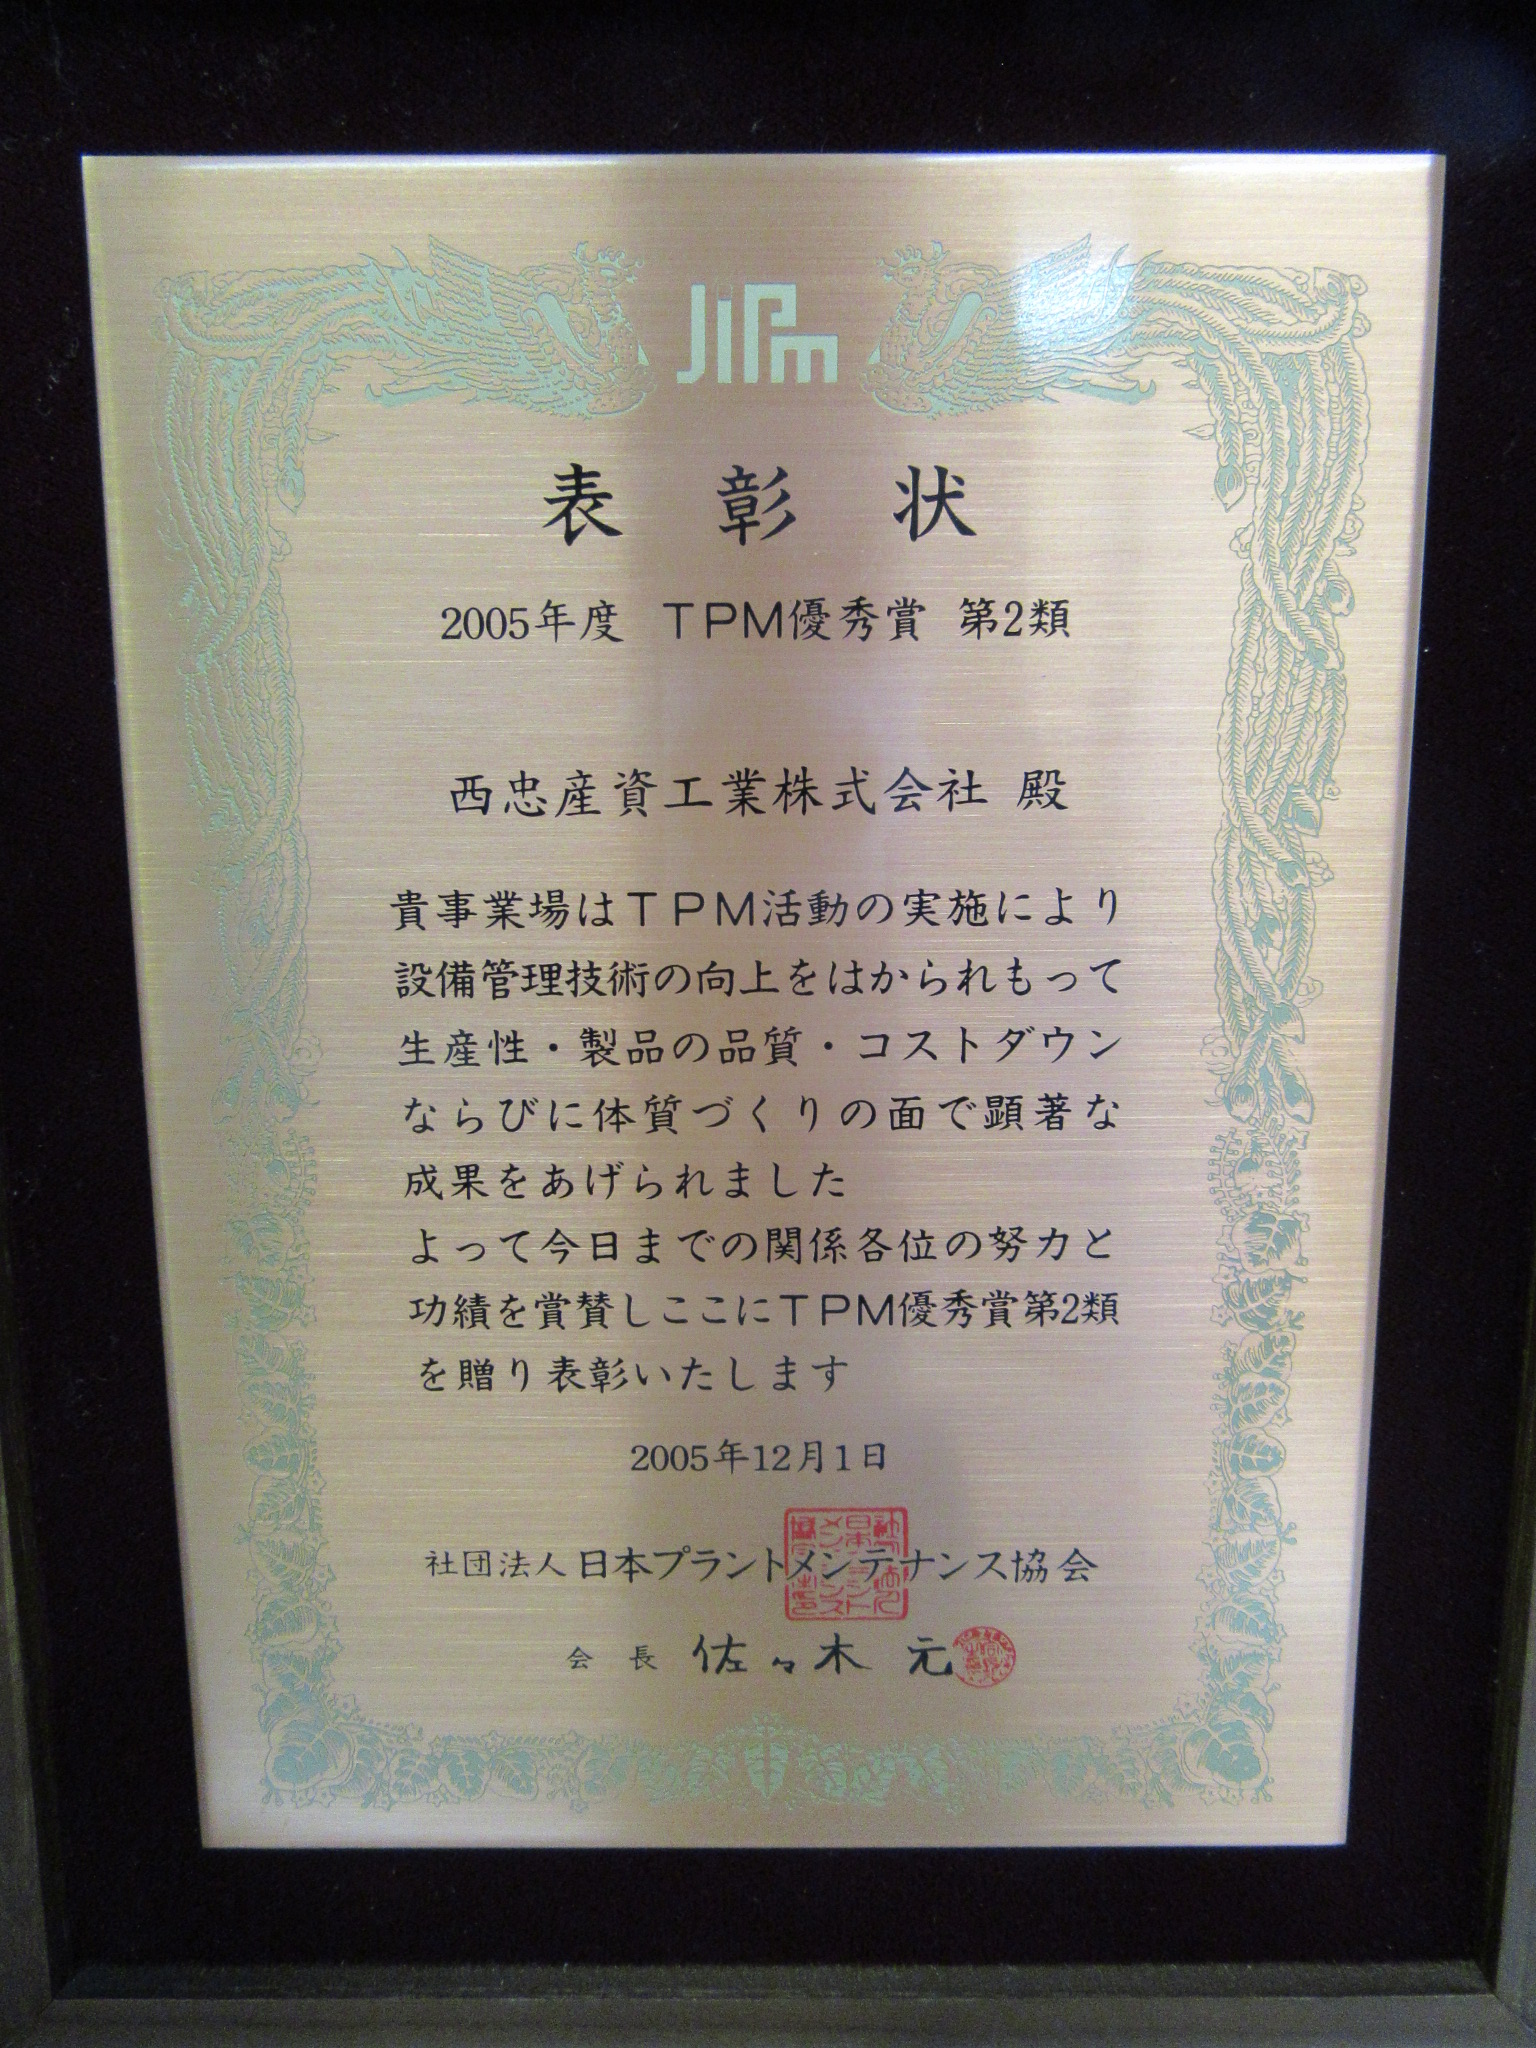 JIPm
表彰状
2005年度 TPM優秀賞 第2類
西忠産資工業株式会社 殿
貴事業場はTPM活動の実施により
設備管理技術の向上をはかられもって
生産性・製品の品質・コストダウン
ならびに体質づくりの面で顕著な
成果をあげられました
よって今日までの関係各位の努力と
功績を賞賛しここにTPM優秀賞第2類
を贈り表彰いたします
2005年12月1日
社団法人日本プラントメンテナンス協会
会長 佐々木 元